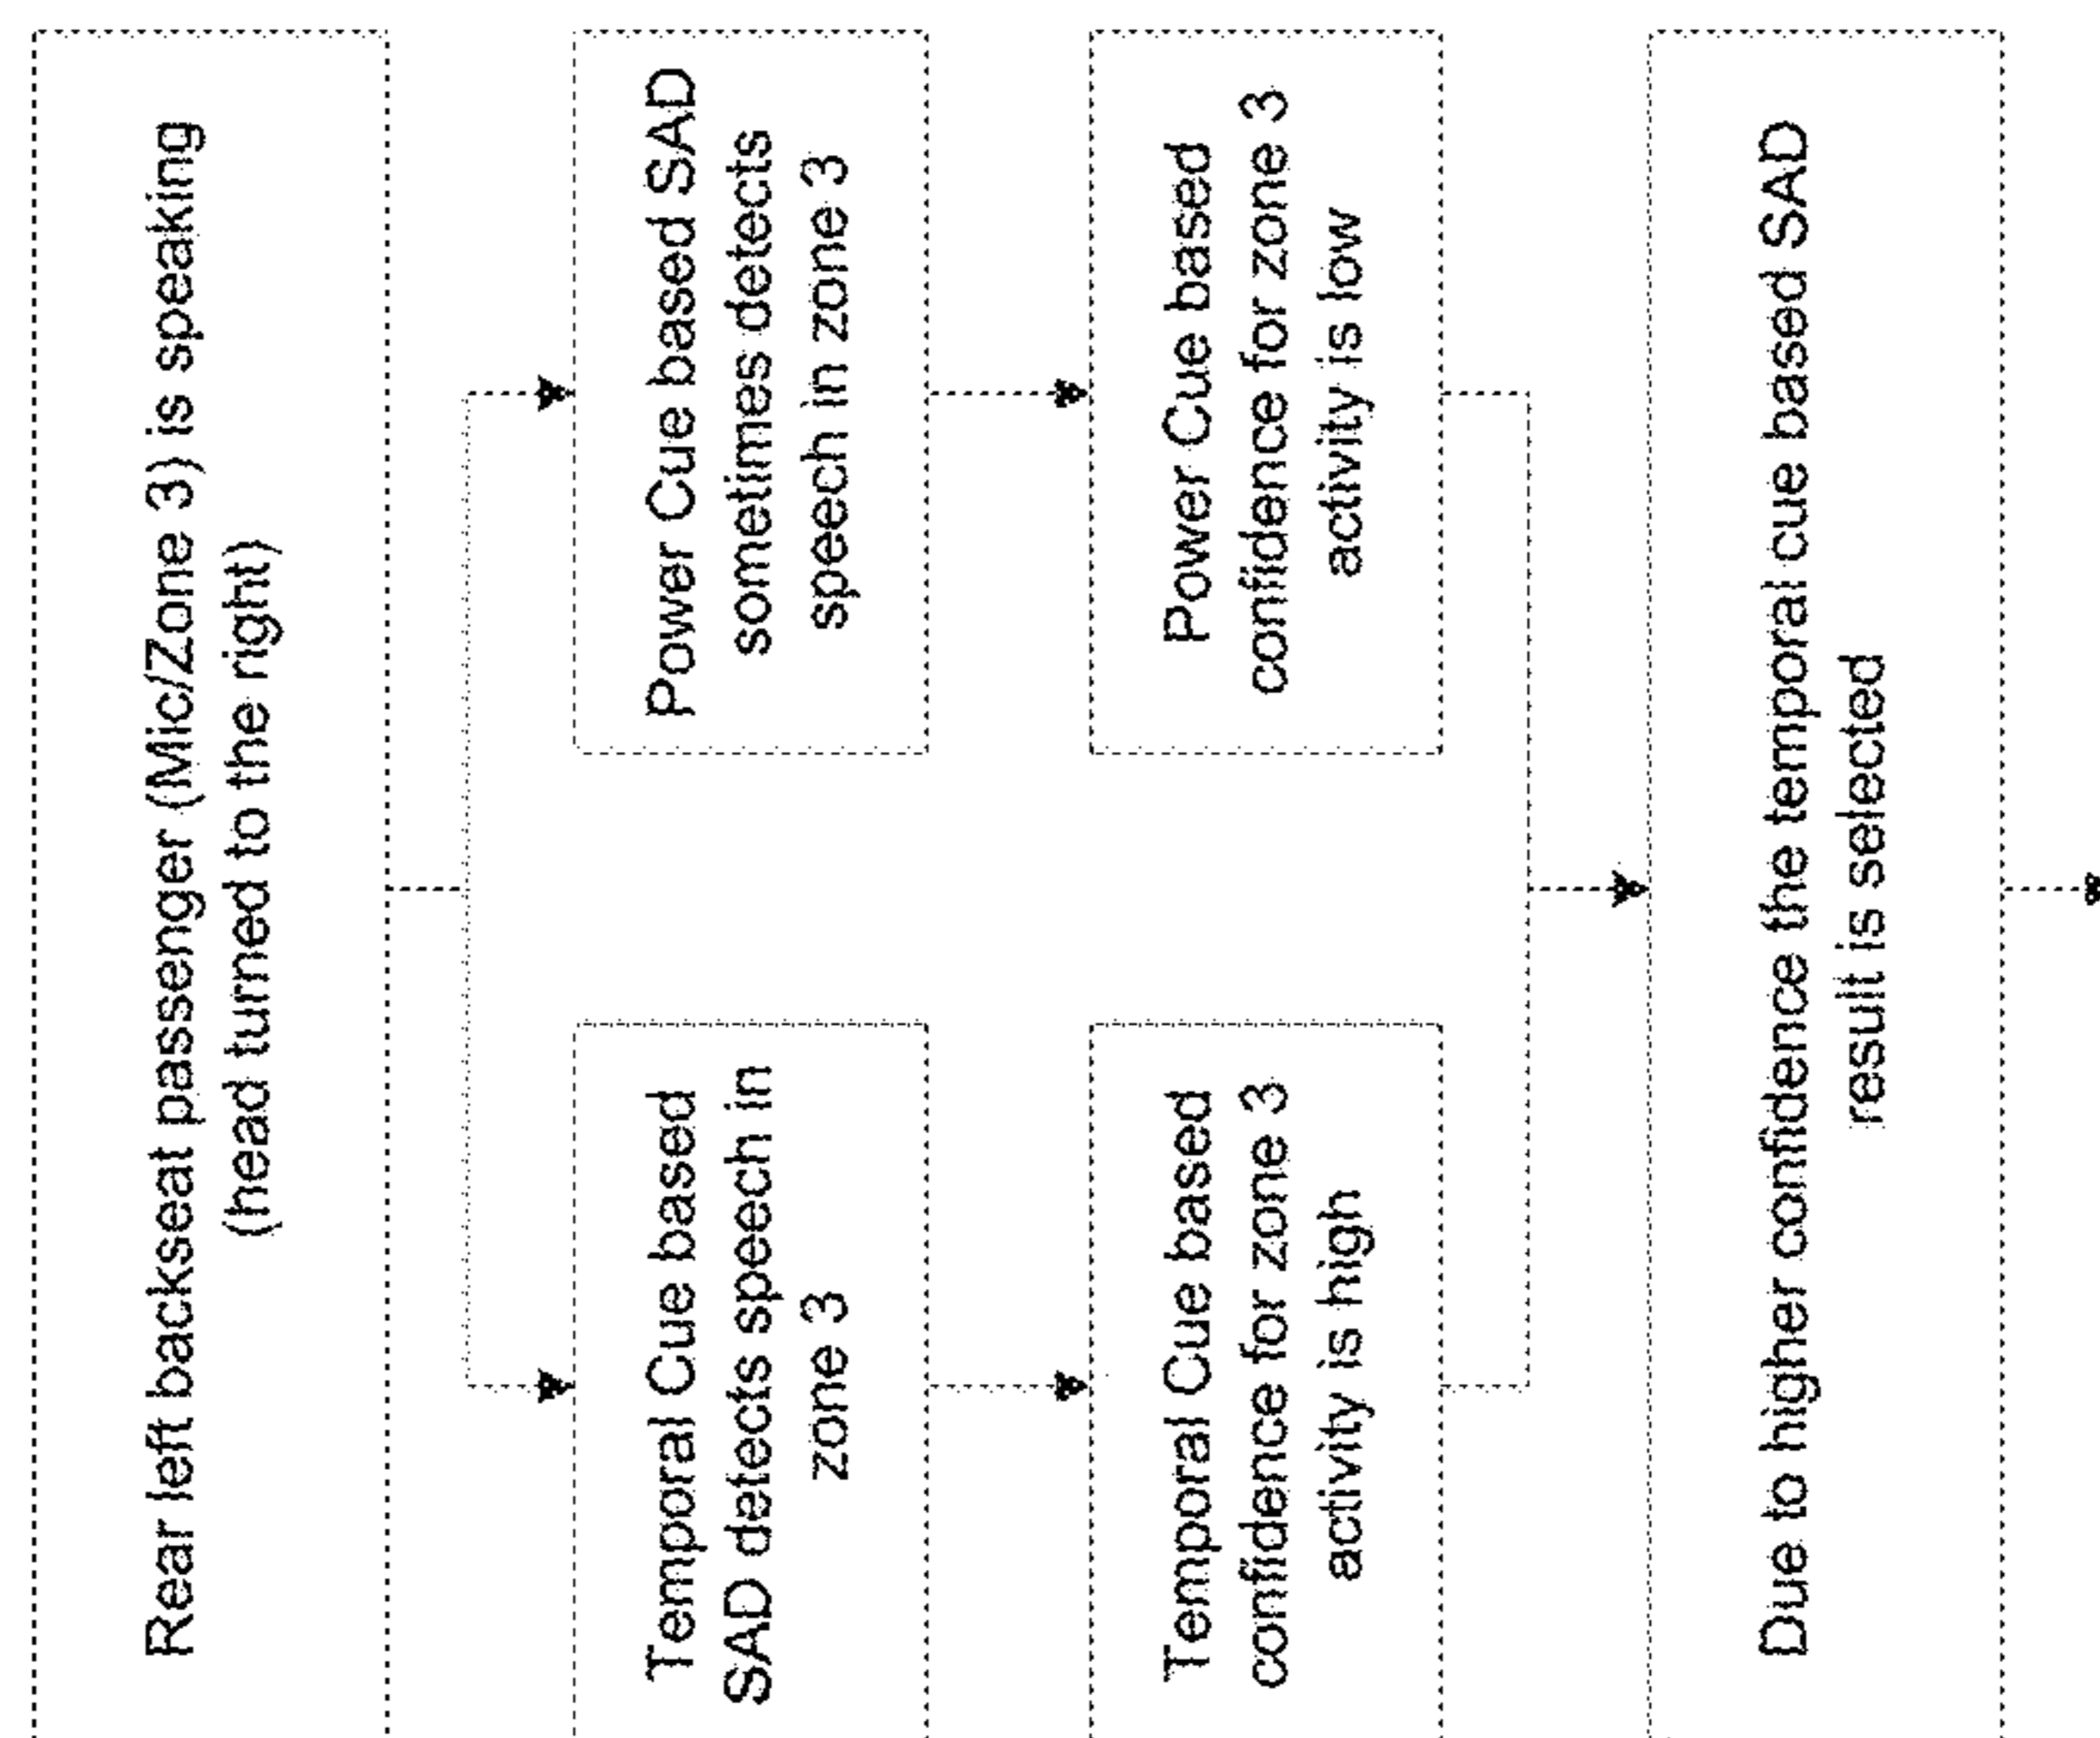 Rear left backseat passenger (Mic/Zone 3) is speaking
(head turned to the right)
Temporal Cue based
SAD detects speech in
zone 3
Power Cue based SAD
sometimes detects
speech in zone 3
Temporal Cue based
confidence for zone 3
activity is high
Power Cue based
confidence for zone 3
activity is low
Due to higher confidence the temporal cue based SAD
result is selected